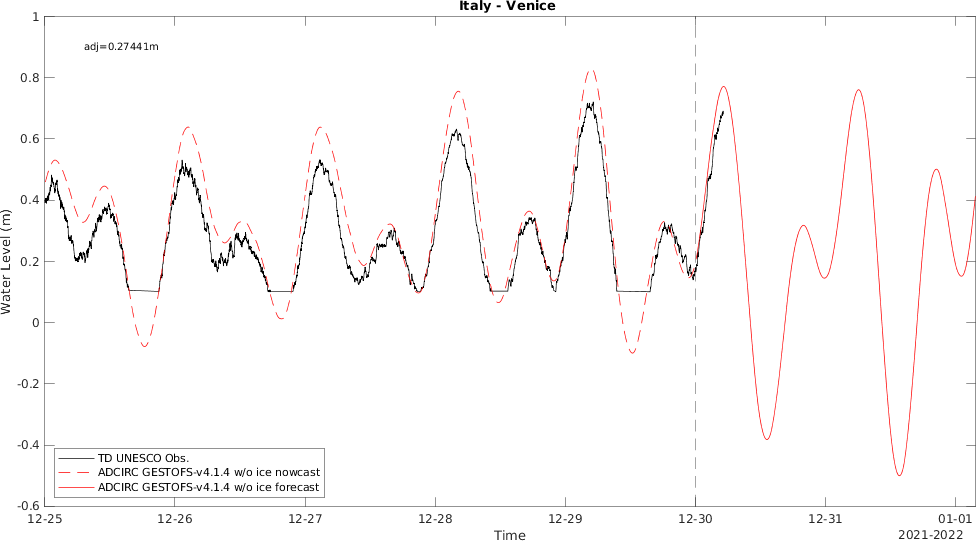 Italy - Venice
1
adj=0.27441m
0.8
0.6
0.4
0.2
0
-0.2
-0.4
-0.6
Water Level (m)
TD UNESCO Obs.
ADCIRC GESTOFS-v4.1.4 w/o ice nowcast
ADCIRC GESTOFS-v4.1.4 w/o ice forecast
12-25 12-26 12-27 12-28 12-29 12-30 12-31 01-01
Time
2021-2022